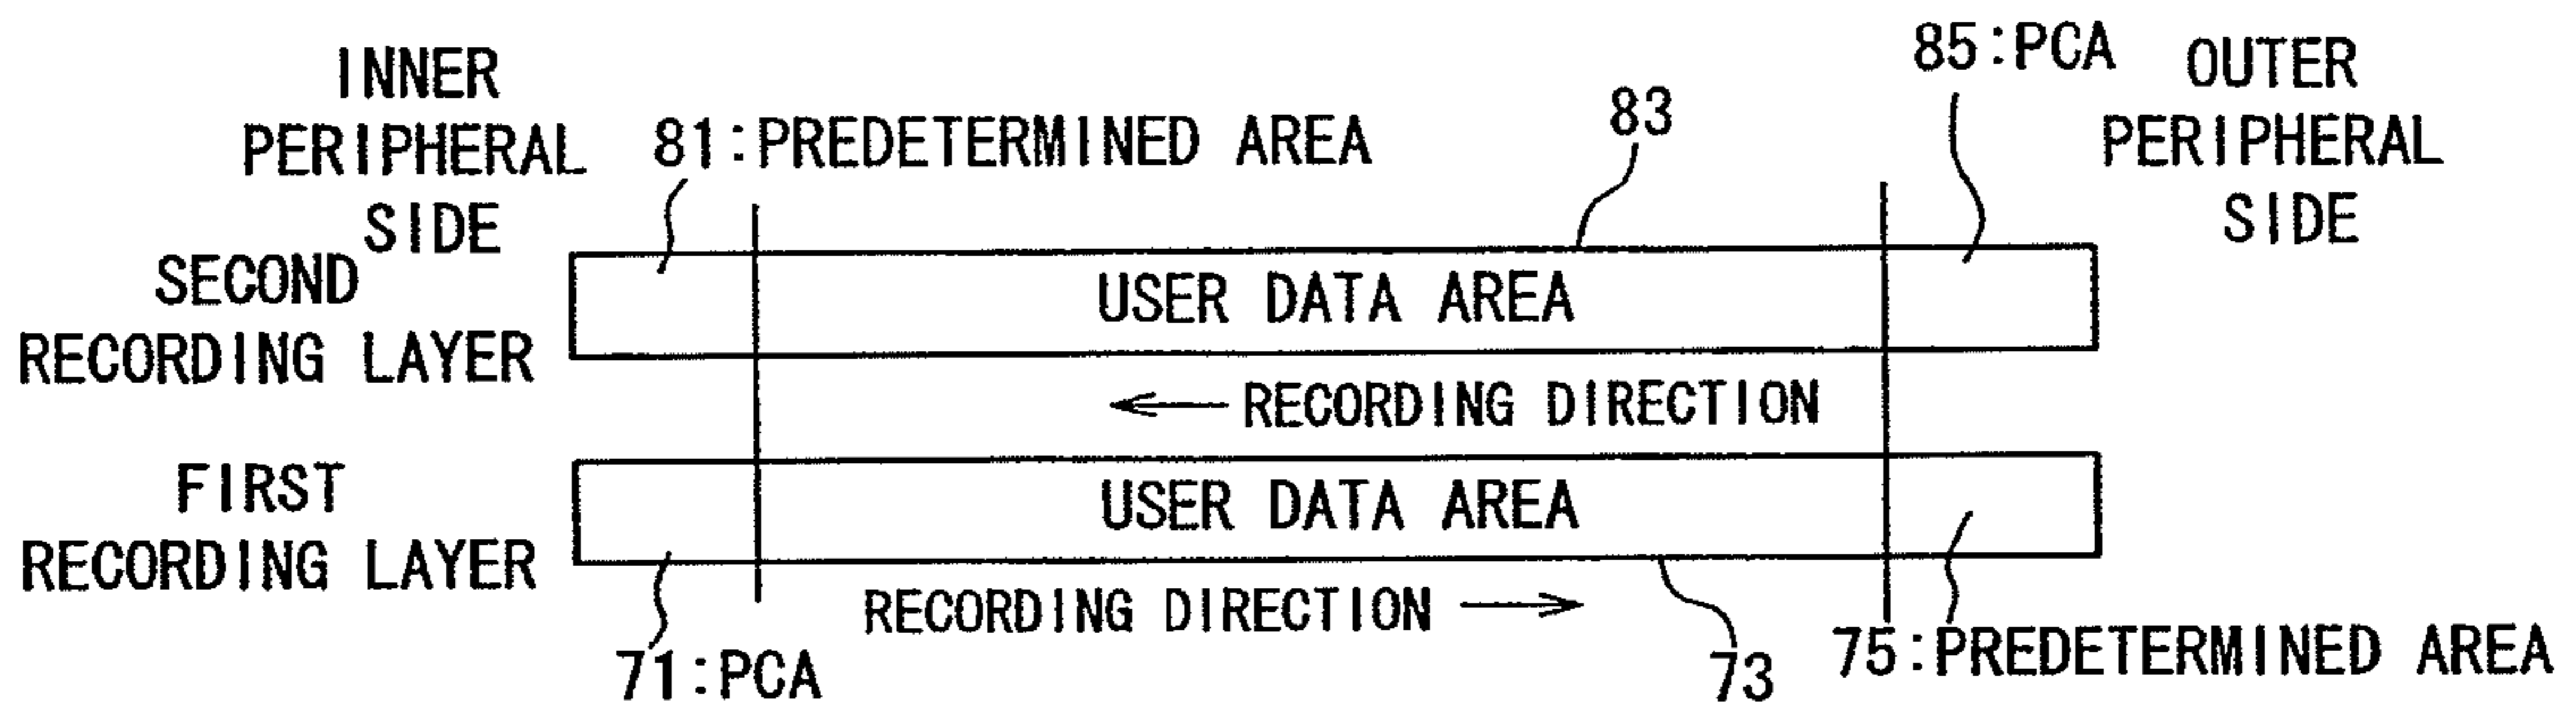 INNER
PERIPHERAL
SIDE
81:PREDETERMINED AREA
83
85:PCA
OUTER
PERIPHERAL
SIDE
SECOND
RECORDING LAYER
USER DATA AREA
←RECORDING DIRECTION
FIRST
RECORDING LAYER
USER DATA AREA
RECORDING DIRECTION →
71:PCA
73
75:PREDETERMINED AREA